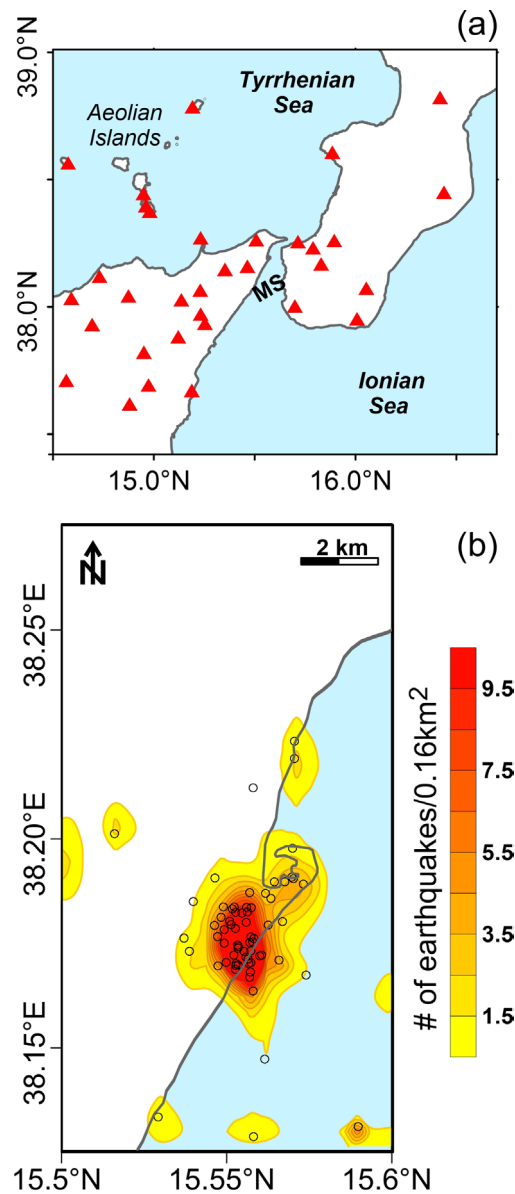 (a)
39.0°N
Tyrrhenian
Sea
Aeolian
Islands
38.0°N
MS
Ionian
Sea
15.0°N
16.0°N
(b)
N
2 km
38.25°E
38.20°E
38.15°E
15.5°N
15.55°N
15.6°N
# of earthquakes/0.16km²
9.5
7.5
5.5
3.5
1.5